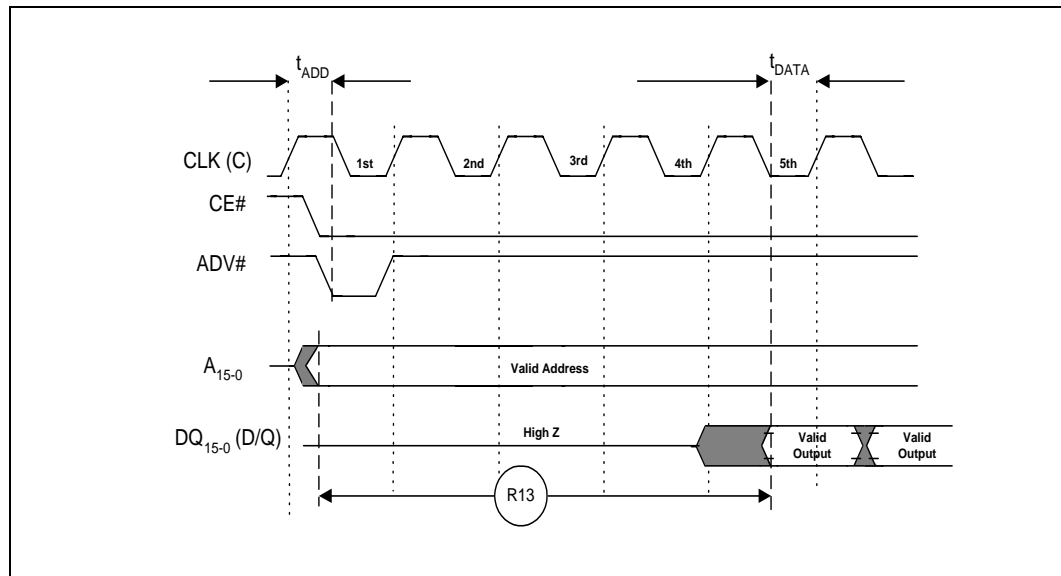 tADD
tDATA
CLK (C)
1st 2nd 3rd 4th 5th
CE#
ADV#
A15-0
Valid Address
DQ15-0 (D/Q)
High Z
Valid
Output
Valid
Output
R13